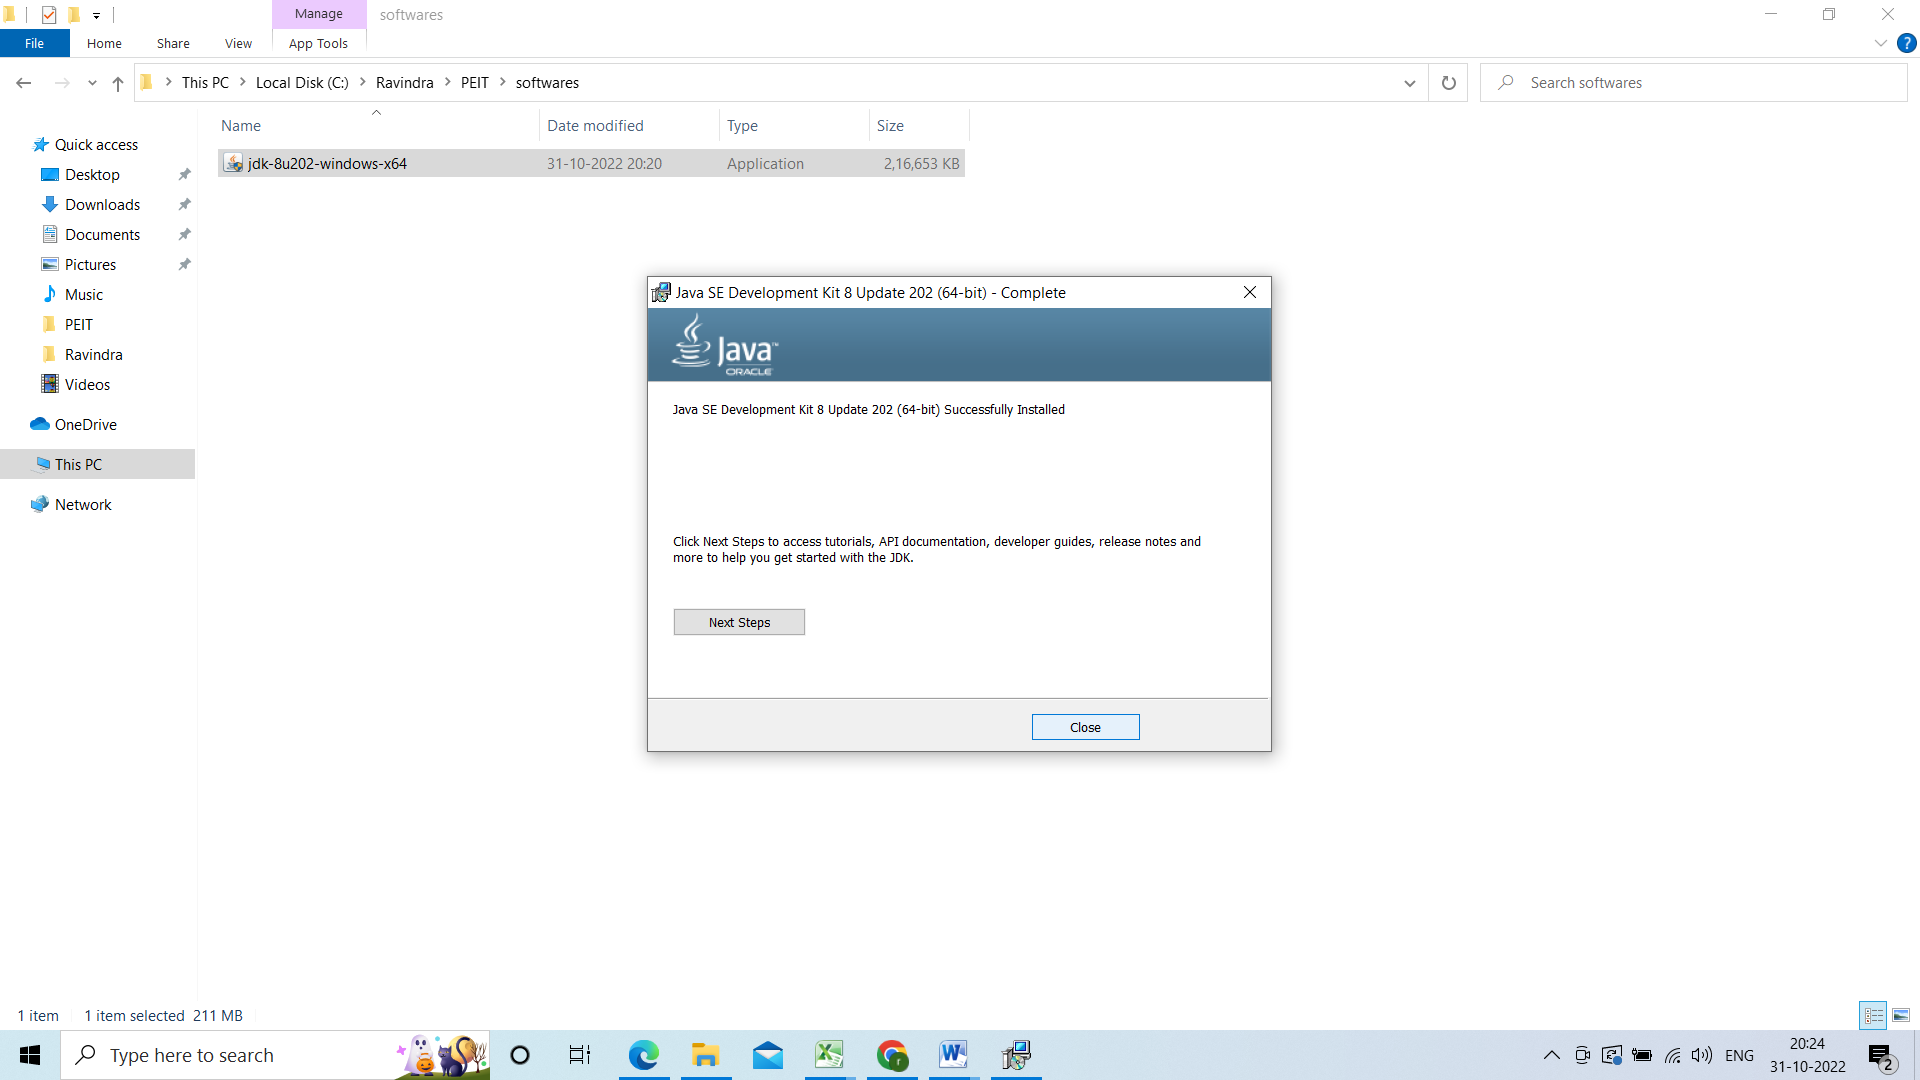 Manage
softwares
File
Home
Share
View
App Tools
This PC
Local Disk (C:)
Ravindra
PEIT
softwares
Search softwares
Name
Date modified
Type
Size
jdk-8u202-windows-x64
31-10-2022 20:20
Application
2,16,653 KB
Quick access
Desktop
Downloads
Documents
Pictures
Music
PEIT
Ravindra
Videos
OneDrive
This PC
Network
Java SE Development Kit 8 Update 202 (64-bit) - Complete
Java™
ORACLE
Java SE Development Kit 8 Update 202 (64-bit) Successfully Installed
Click Next Steps to access tutorials, API documentation, developer guides, release notes and
more to help you get started with the JDK.
Next Steps
Close
1 item
1 item selected 211 MB
Type here to search
r
ENG
20:24
31-10-2022
2